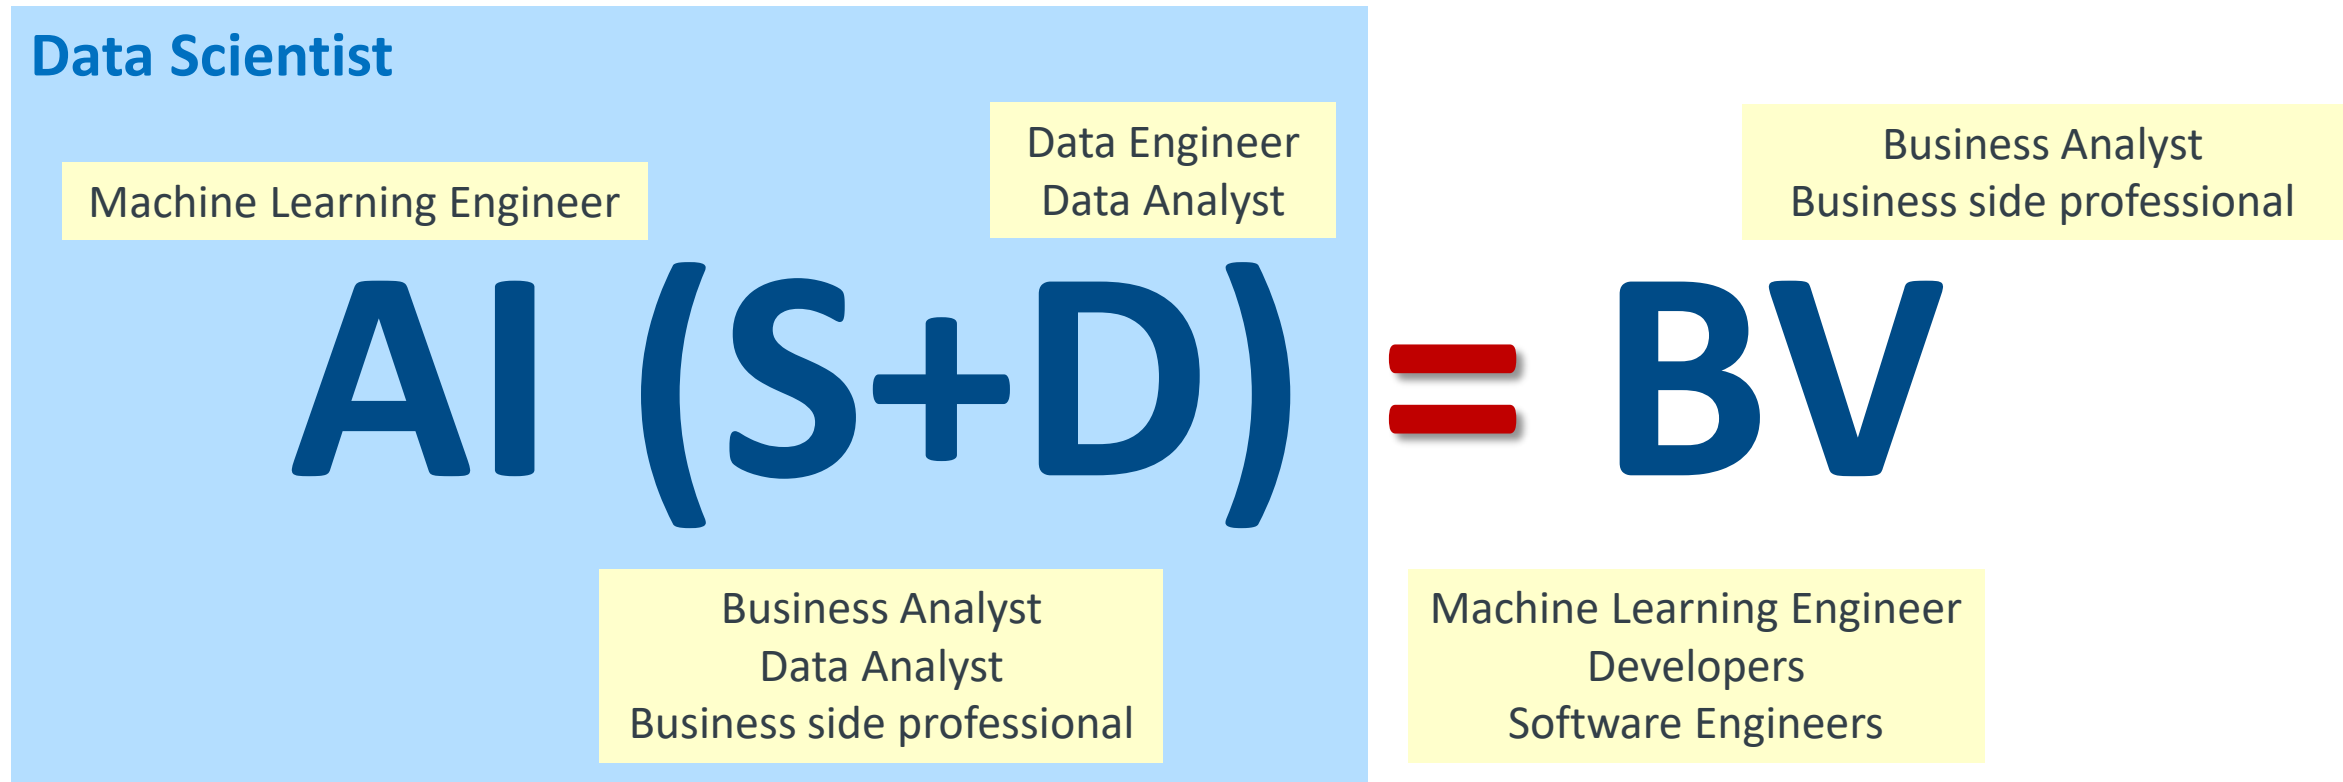 Data Scientist
Machine Learning Engineer
Data Engineer
Data Analyst
Business Analyst
Business side professional
AI (S+D) = BV
Business Analyst
Data Analyst
Business side professional
Machine Learning Engineer
Developers
Software Engineers